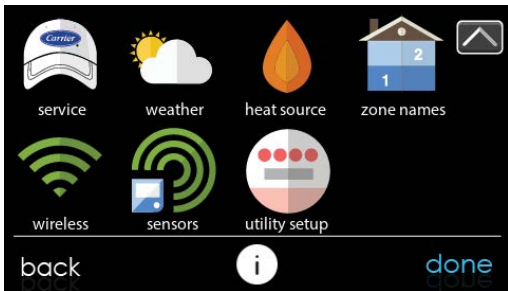 Carrier
2
1
service weather heat source zone names
wireless sensors utility setup
back i done